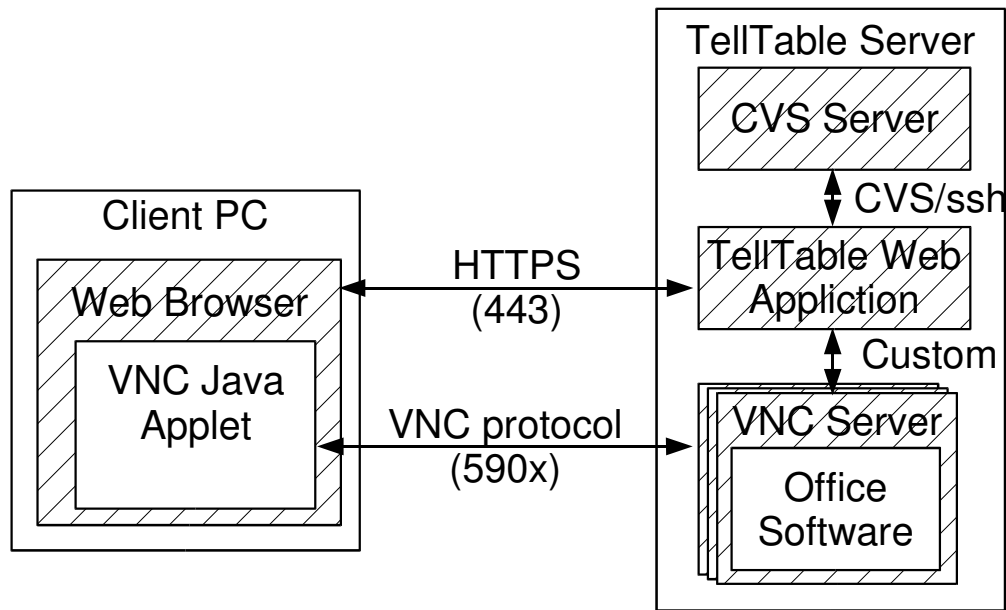 TellTable Server
CVS Server
CVS/ssh
Client PC
TellTable Web
Appliction
HTTPS
(443)
Web Browser
Custom
VNC Java
Applet
VNC protocol
(590x)
VNC Server
Office
Software